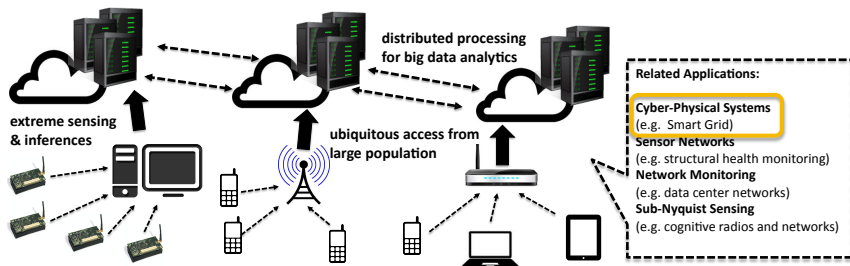 distributed processing
for big data analytics
extreme sensing
& inferences
ubiquitous access from
large population
Related Applications:
Cyber-Physical Systems
(e.g. Smart Grid)
Sensor Networks
(e.g. structural health monitoring)
Network Monitoring
(e.g. data center networks)
Sub-Nyquist Sensing
(e.g. cognitive radios and networks)